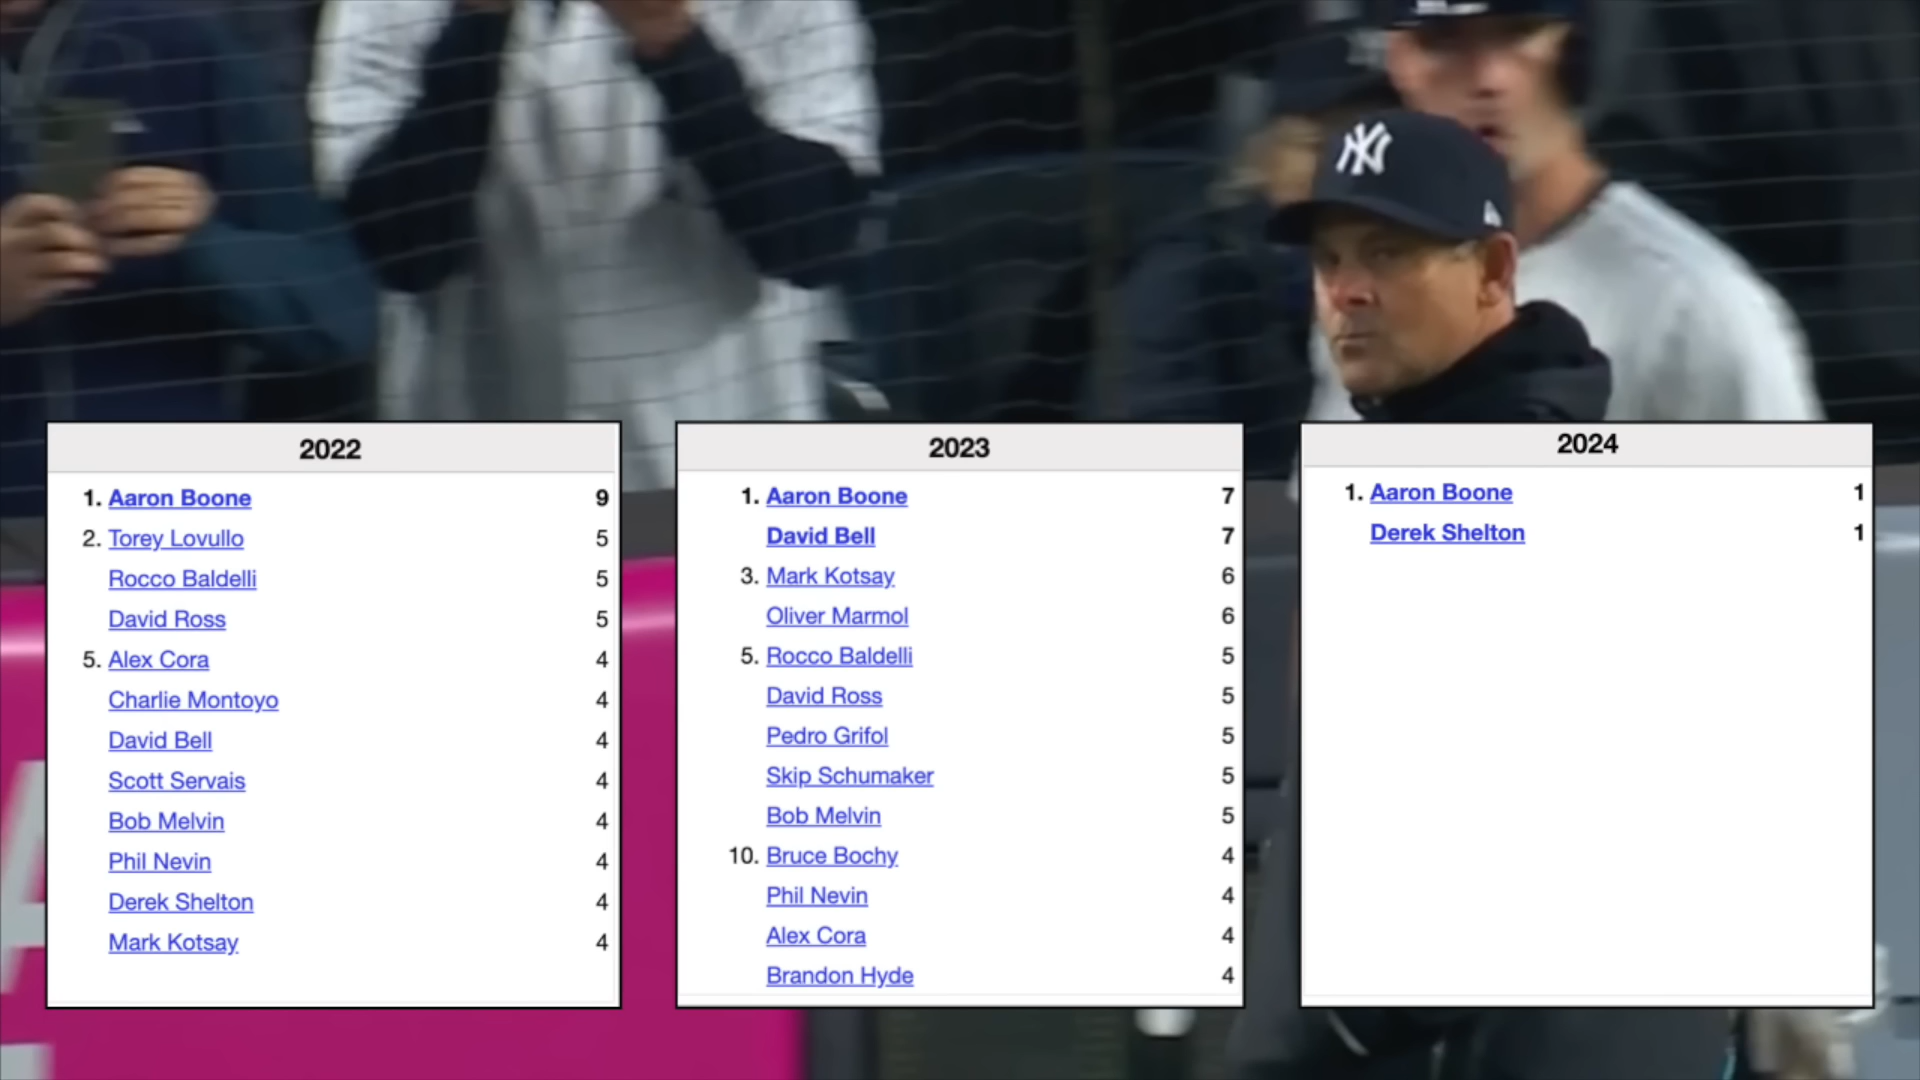 NY
2022
1. Aaron Boone 9
2. Torey Lovullo 5
Rocco Baldelli 5
David Ross 5
5. Alex Cora 4
Charlie Montoyo 4
David Bell 4
Scott Servais 4
Bob Melvin 4
Phil Nevin 4
Derek Shelton 4
Mark Kotsay 4
2023
1. Aaron Boone 7
David Bell 7
3. Mark Kotsay 6
Oliver Marmol 6
5. Rocco Baldelli 5
David Ross 5
Pedro Grifol 5
Skip Schumaker 5
Bob Melvin 5
10. Bruce Bochy 4
Phil Nevin 4
Alex Cora 4
Brandon Hyde 4
2024
1. Aaron Boone 1
Derek Shelton 1